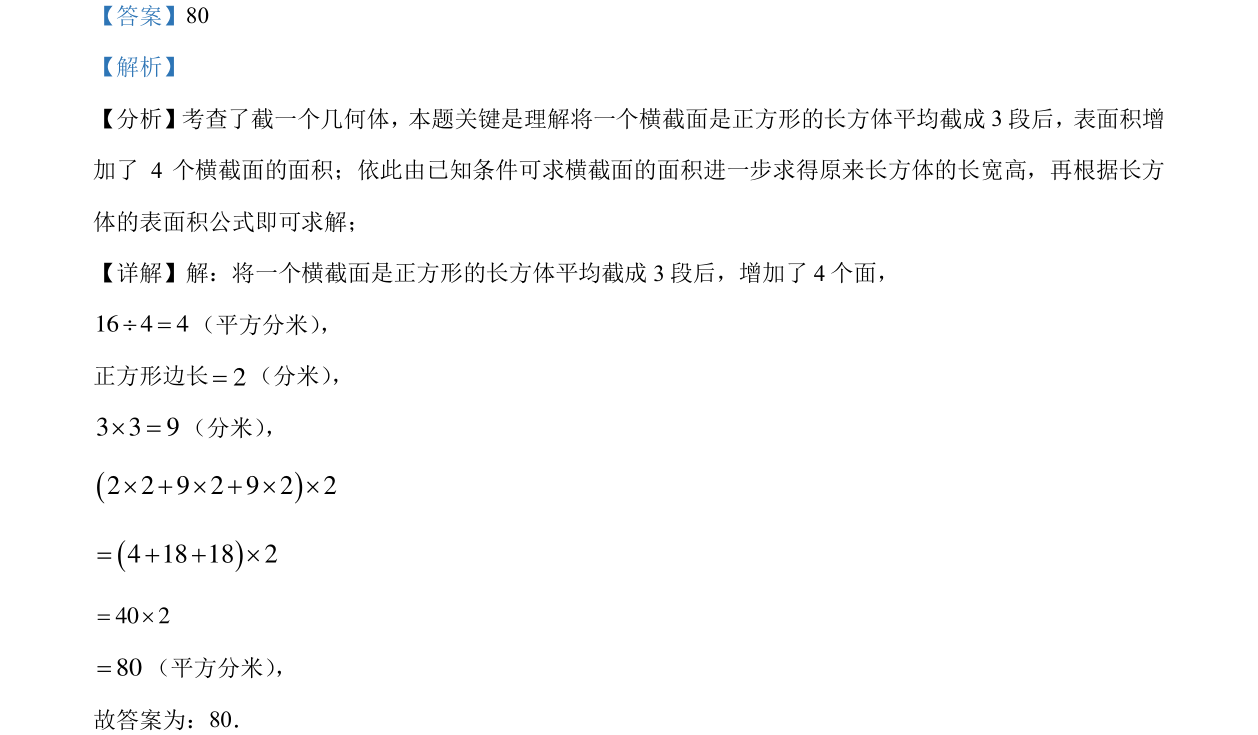 【答案】80
【解析】
【分析】考查了截一个几何体，本题关键是理解将一个横截面是正方形的长方体平均截成 3 段后，表面积增
加了 4 个横截面的面积；依此由已知条件可求横截面的面积进一步求得原来长方体的长宽高，再根据长方
体的表面积公式即可求解；
【详解】解：将一个横截面是正方形的长方体平均截成 3 段后，增加了 4 个面，
16÷4=4（平方分米），
正方形边长=2（分米），
3×3=9（分米），
(2×2+9×2+9×2)×2
=(4+18+18)×2
=40×2
=80（平方分米），
故答案为：80．